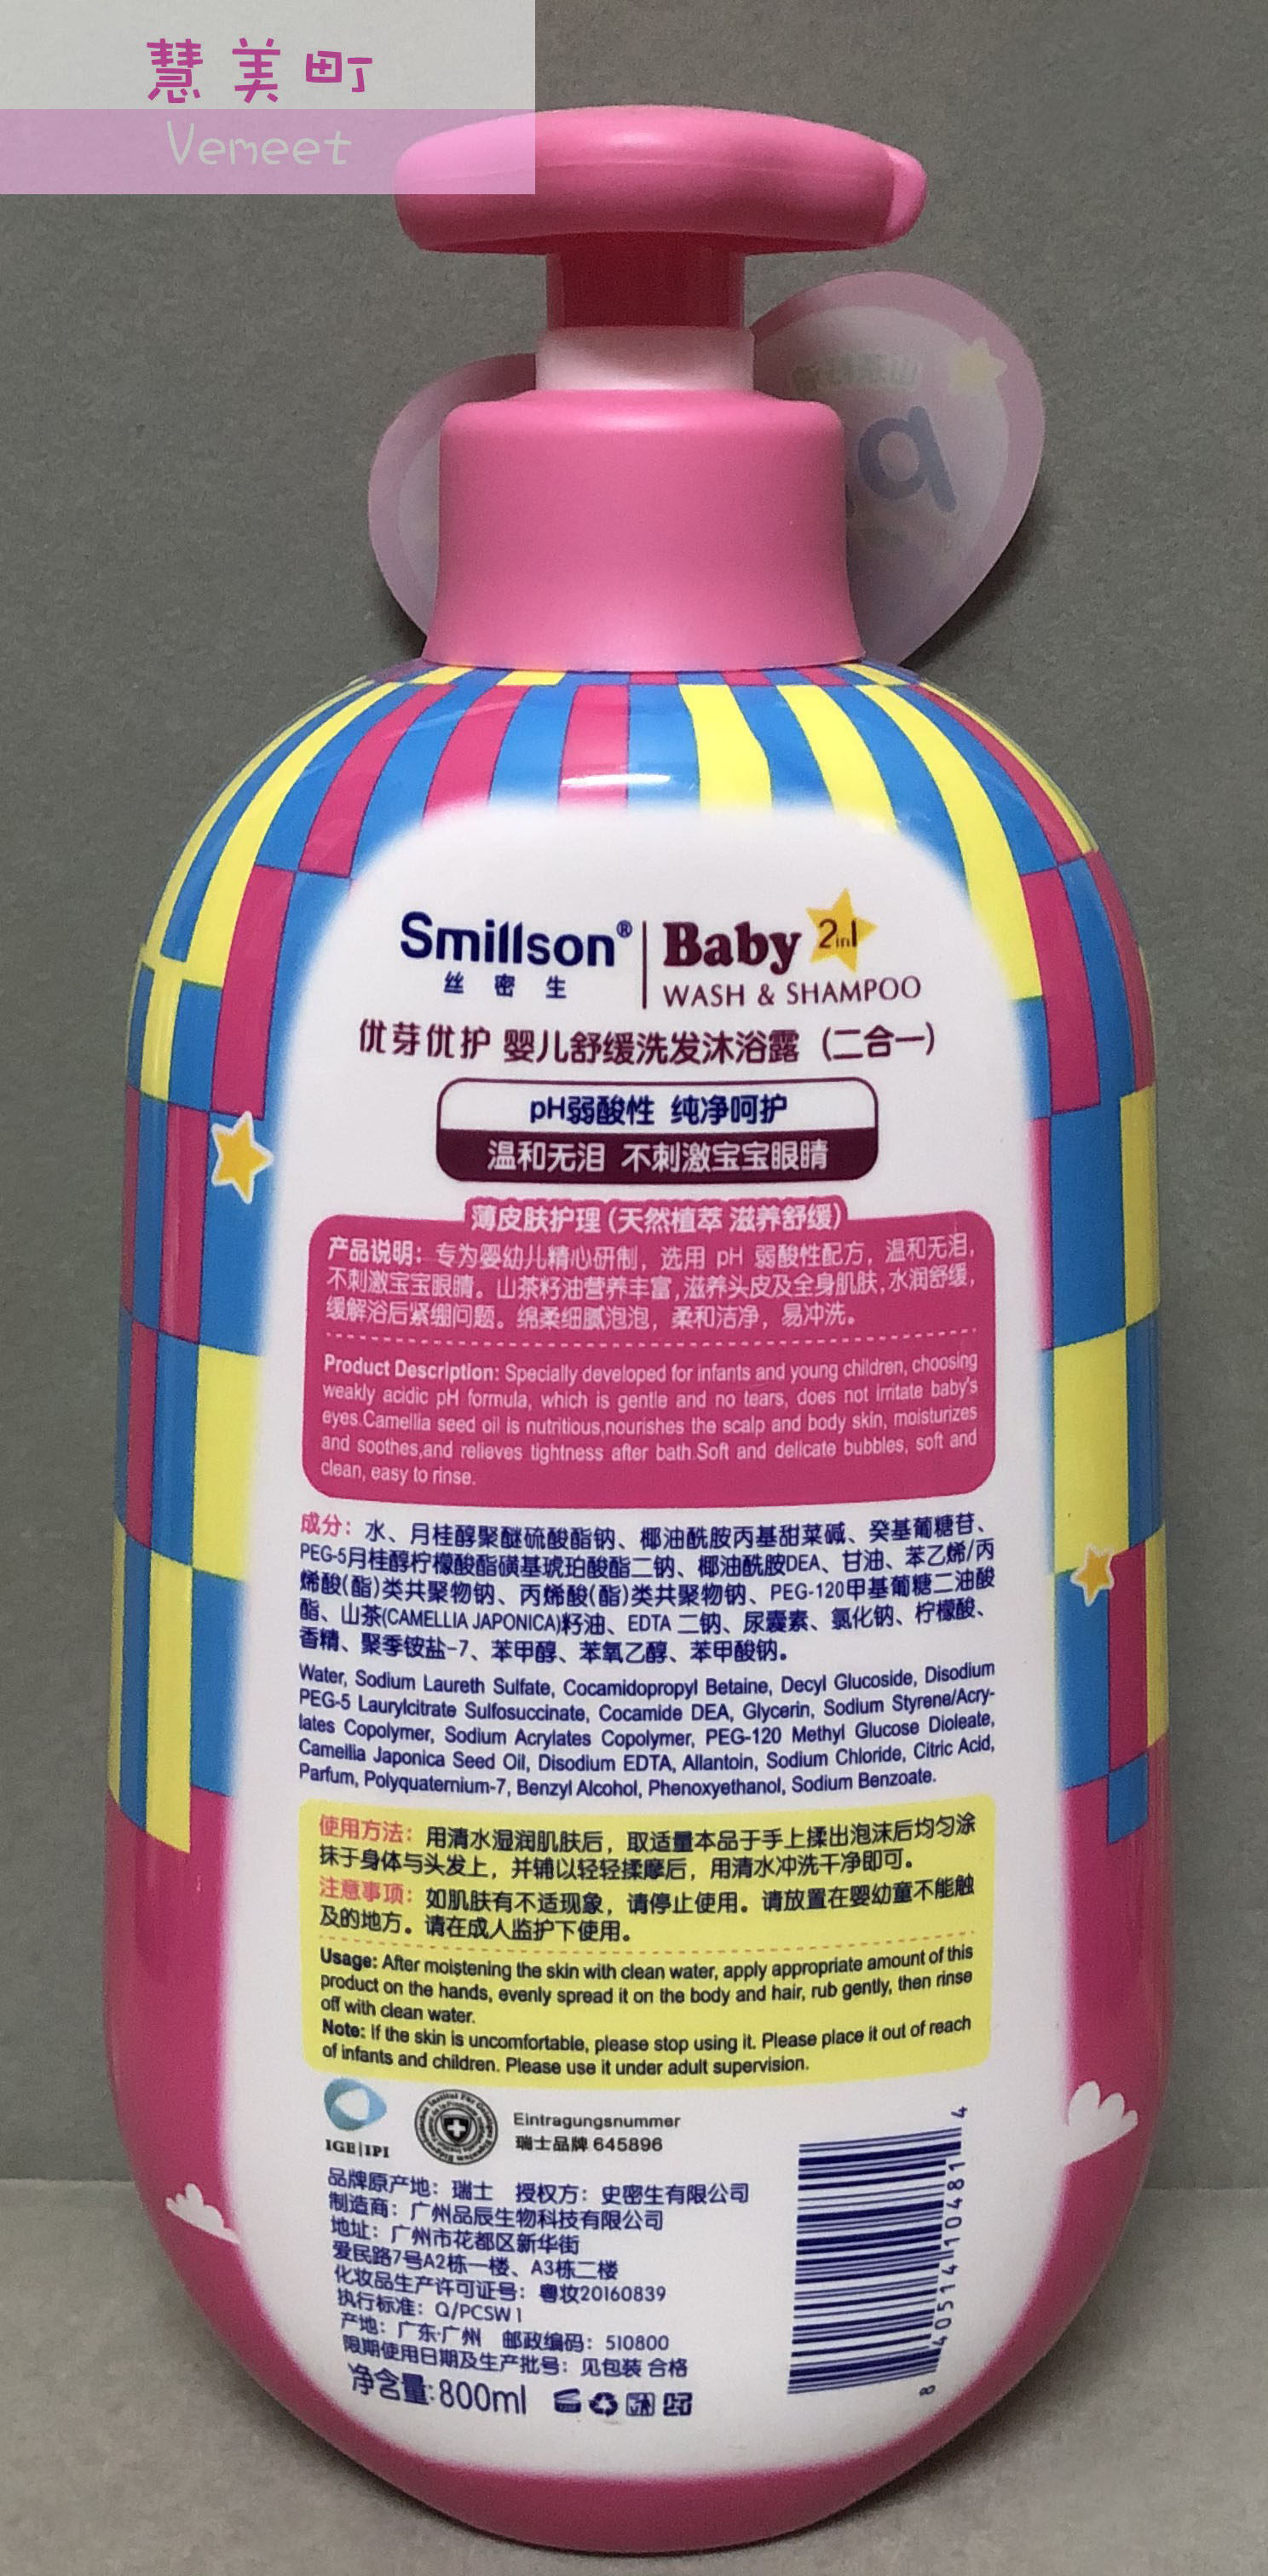 慧美町
Vemeet
Smillson®
丝密生
Baby 2in1
WASH & SHAMPOO
优芽优护 婴儿舒缓洗发沐浴露（二合一）
pH弱酸性 纯净呵护
温和无泪 不刺激宝宝眼睛
薄皮肤护理(天然植萃 滋养舒缓)
产品说明：专为婴幼儿精心研制，选用 pH 弱酸性配方，温和无泪，
不刺激宝宝眼睛。山茶籽油营养丰富，滋养头皮及全身肌肤，水润舒缓，
缓解浴后紧绷问题。绵柔细腻泡泡，柔和洁净，易冲洗。
Product Description: Specially developed for infants and young children, choosing
weakly acidic pH formula, which is gentle and no tears, does not irritate baby's
eyes.Camellia seed oil is nutritious,nourishes the scalp and body skin, moisturizes
and soothes,and relieves tightness after bath.Soft and delicate bubbles, soft and
clean, easy to rinse.
成分：水、月桂醇聚醚硫酸酯钠、椰油酰胺丙基甜菜碱、癸基葡糖苷、
PEG-5月桂醇柠檬酸酯磺基琥珀酸酯二钠、椰油酰胺DEA、甘油、苯乙烯/丙
烯酸(酯)类共聚物钠、丙烯酸(酯)类共聚物钠、PEG-120甲基葡糖二油酸
酯、山茶(CAMELLIA JAPONICA)籽油、EDTA 二钠、尿囊素、氯化钠、柠檬酸、
香精、聚季铵盐-7、苯甲醇、苯氧乙醇、苯甲酸钠。
Water, Sodium Laureth Sulfate, Cocamidopropyl Betaine, Decyl Glucoside, Disodium
PEG-5 Laurylcitrate Sulfosuccinate, Cocamide DEA, Glycerin, Sodium Styrene/Acry-
lates Copolymer, Sodium Acrylates Copolymer, PEG-120 Methyl Glucose Dioleate,
Camellia Japonica Seed Oil, Disodium EDTA, Allantoin, Sodium Chloride, Citric Acid,
Parfum, Polyquaternium-7, Benzyl Alcohol, Phenoxyethanol, Sodium Benzoate.
使用方法：用清水湿润肌肤后，取适量本品于手上揉出泡沫后均匀涂
抹于身体与头发上，并辅以轻轻揉摩后，用清水冲洗干净即可。
注意事项：如肌肤有不适现象，请停止使用。请放置在婴幼童不能触
及的地方。请在成人监护下使用。
Usage: After moistening the skin with clean water, apply appropriate amount of this
product on the hands, evenly spread it on the body and hair, rub gently, then rinse
off with clean water.
Note: If the skin is uncomfortable, please stop using it. Please place it out of reach
of infants and children. Please use it under adult supervision.
IGE|IPI
Eintragungsnummer
瑞士品牌 645896
品牌原产地：瑞士 授权方：史密生有限公司
制造商：广州品辰生物科技有限公司
地址：广州市花都区新华街
爱民路7号A2栋一楼、A3栋二楼
化妆品生产许可证号：粤妆20160839
执行标准：Q/PCSW 1
产地：广东·广州 邮政编码：510800
限期使用日期及生产批号：见包装 合格
净含量:800ml
8 40514 10481 4